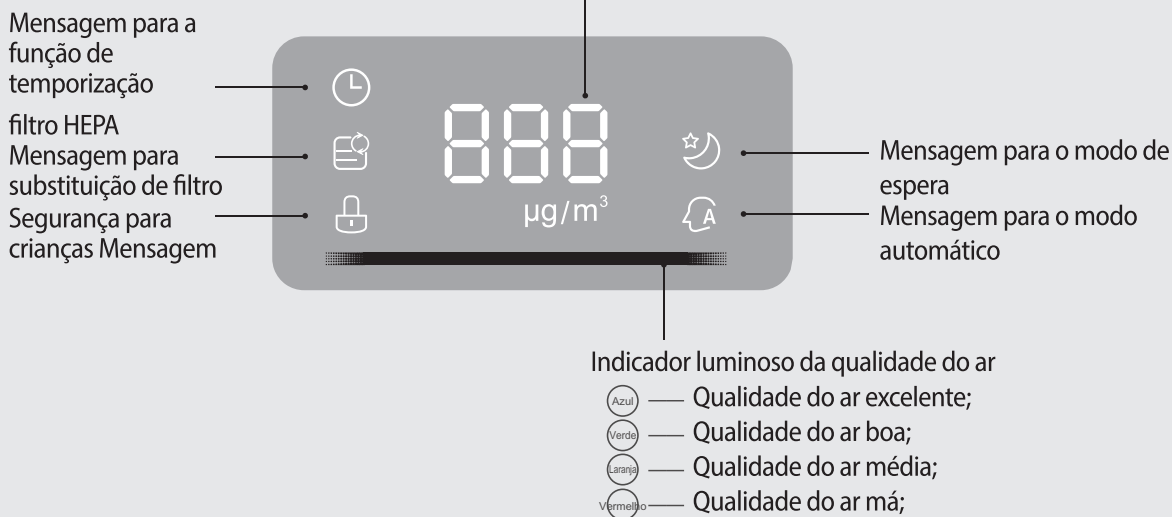 Mensagem para a
função de
temporização
filtro HEPA
Mensagem para
substituição de filtro
Segurança para
crianças Mensagem
888
µg/m³
A
Mensagem para o modo de
espera
Mensagem para o modo
automático
Indicador luminoso da qualidade do ar
Azul Qualidade do ar excelente;
Verde Qualidade do ar boa;
Laranja Qualidade do ar média;
Vermelho Qualidade do ar má;